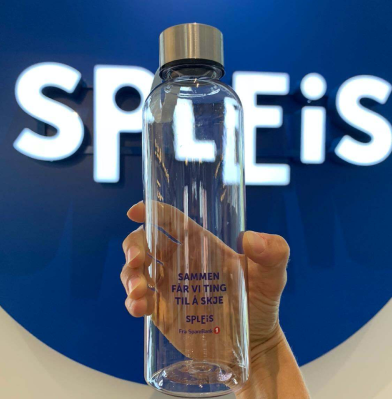 SPLEiS
SAMMEN
FÅR VI TING
TIL Å SKJE
SPLEiS
Fra SpareBank 1